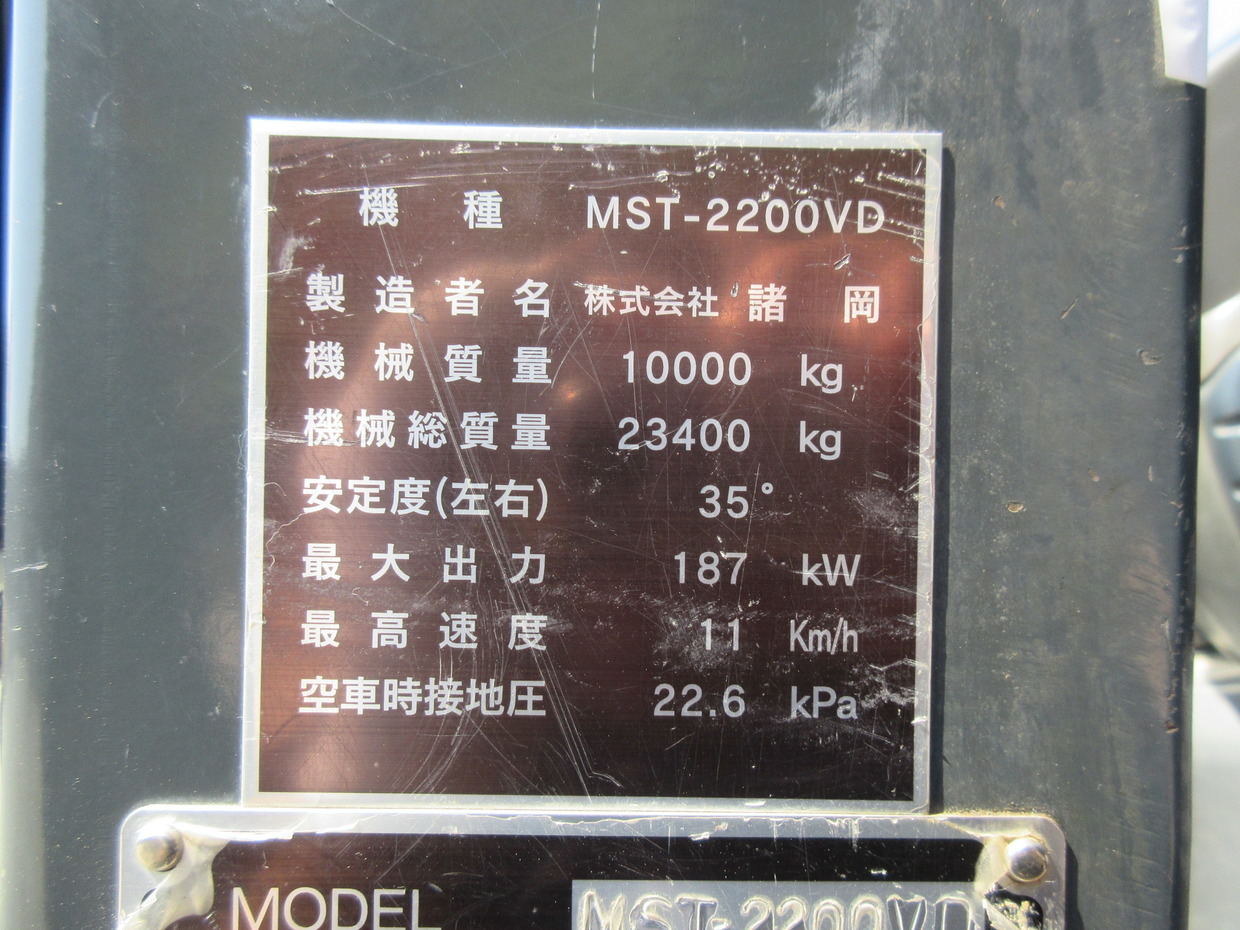 機種 MST-2200VD
製造者名 株式会社 諸岡
機械質量 10000 kg
機械総質量 23400 kg
安定度(左右) 35°
最大出力 187 kW
最高速度 11 Km/h
空車時接地圧 22.6 kPa
MODEL MST-2200VD